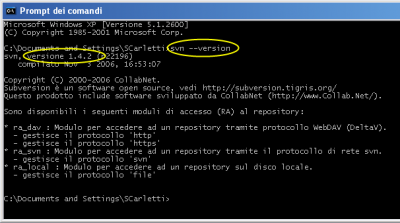 Prompt dei comandi
Microsoft Windows XP [Versione 5.1.2600]
(C) Copyright 1985-2001 Microsoft Corp.
C:\Documents and Settings\SCarletti>svn --version
svn, versione 1.4.2 (r22196)
compilato Nov 3 2006, 16:53:07
Copyright (C) 2000-2006 CollabNet.
Subversion è un software open source, vedi http://subversion.tigris.org/
Questo prodotto include software sviluppato da CollabNet (http://www.Collab.Net/).
Sono disponibili i seguenti moduli di accesso (RA) al repository:
* ra_dav : Modulo per accedere ad un repository tramite protocollo WebDAV (DeltaV).
- gestisce il protocollo 'http'
- gestisce il protocollo 'https'
* ra_svn : Modulo per accedere ad un repository tramite il protocollo di rete svn.
- gestisce il protocollo 'svn'
* ra_local : Modulo per accedere ad un repository sul disco locale.
- gestisce il protocollo 'file'
C:\Documents and Settings\SCarletti>